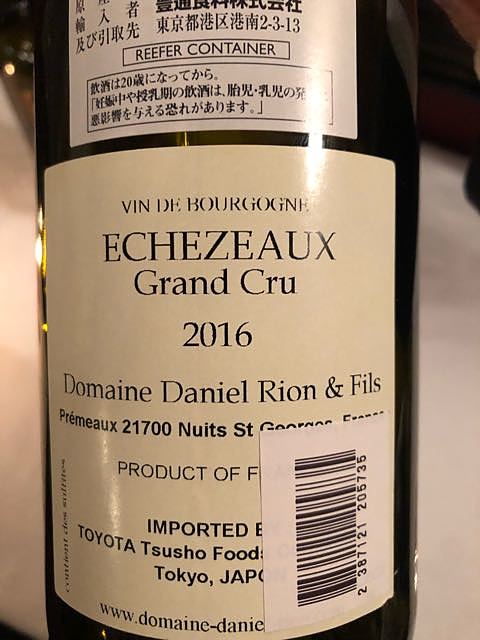 輸入者 豊通食料株式会社
及び引取先 東京都港区港南2-3-13
REEFER CONTAINER
飲酒は20歳になってから。
「妊娠中や授乳期の飲酒は、胎児・乳児の発
悪影響を与える恐れがあります。」
VIN DE BOURGOGNE
ECHEZEAUX
Grand Cru
2016
Domaine Daniel Rion & Fils
Prémeaux 21700 Nuits St Georges, France
PRODUCT OF F
IMPORTED B
TOYOTA Tsusho Foods
Tokyo, JAP
www.domaine-danie
contient des sulfites
2 387121 205735